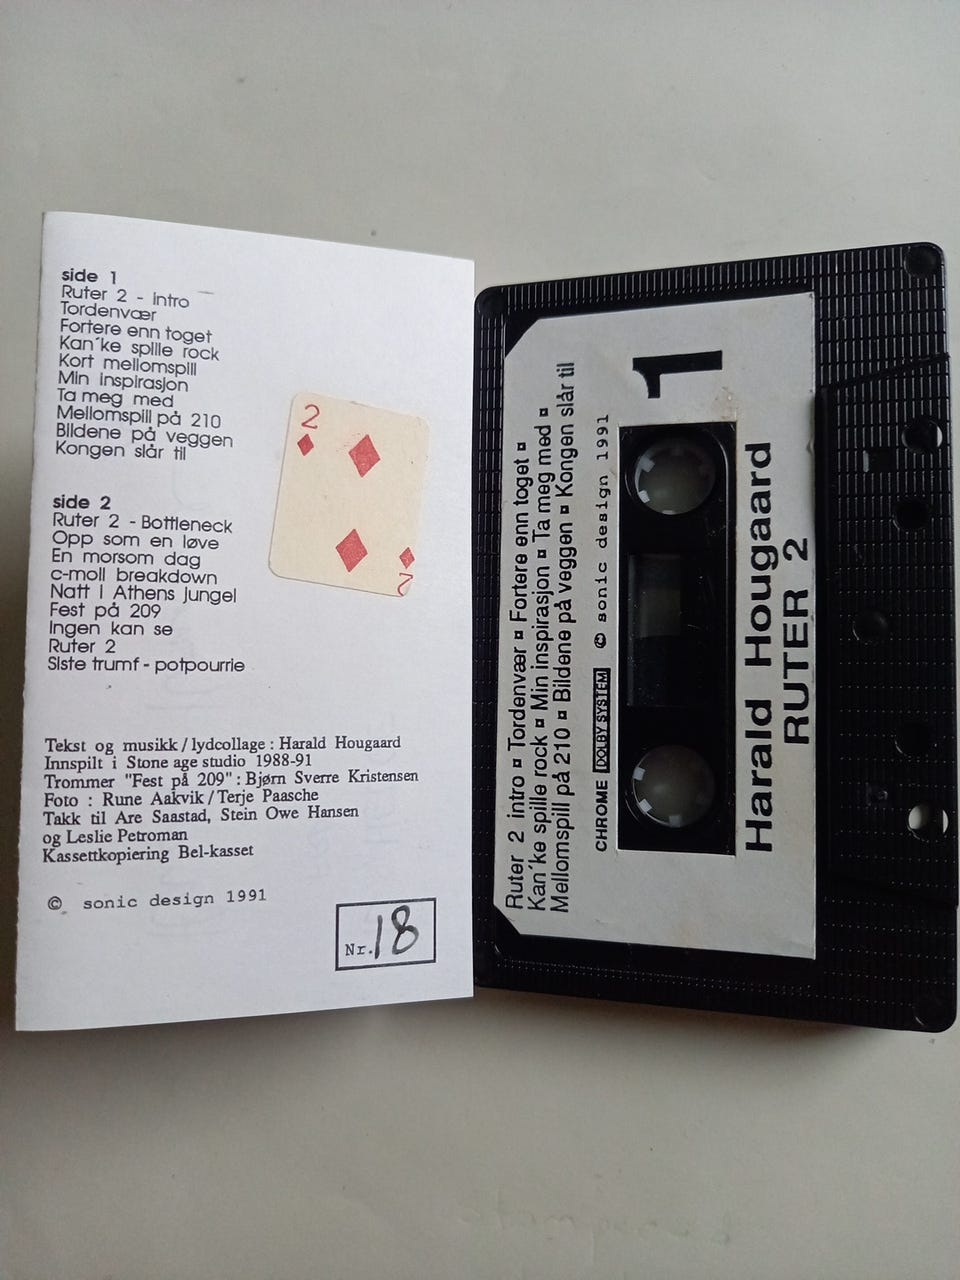 side 1
Ruter 2 - intro
Tordenvær
Fortere enn toget
Kan´ke spille rock
Kort mellomspill
Min inspirasjon
Ta meg med
Mellomspill på 210
Bildene på veggen
Kongen slår til
side 2
Ruter 2 - Bottleneck
Opp som en løve
En morsom dag
c-moll breakdown
Natt i Athens jungel
Fest på 209
Ingen kan se
Ruter 2
Siste trumf - potpourrie
2
2
Tekst og musikk / lydcollage : Harald Hougaard
Innspilt i Stone age studio 1988-91
Trommer "Fest på 209" : Bjørn Sverre Kristensen
Foto : Rune Aakvik / Terje Paasche
Takk til Are Saastad, Stein Owe Hansen
og Leslie Petroman
Kassettkopiering Bel-kasset
© sonic design 1991
Nr. 18
Ruter 2 intro ¤ Tordenvær ¤ Fortere enn toget ¤
Kan´ke spille rock ¤ Min inspirasjon ¤ Ta meg med ¤
Mellomspill på 210 ¤ Bildene på veggen ¤ Kongen slår til
CHROME DOLBY SYSTEM © sonic design 1991
1
Harald Hougaard
RUTER 2